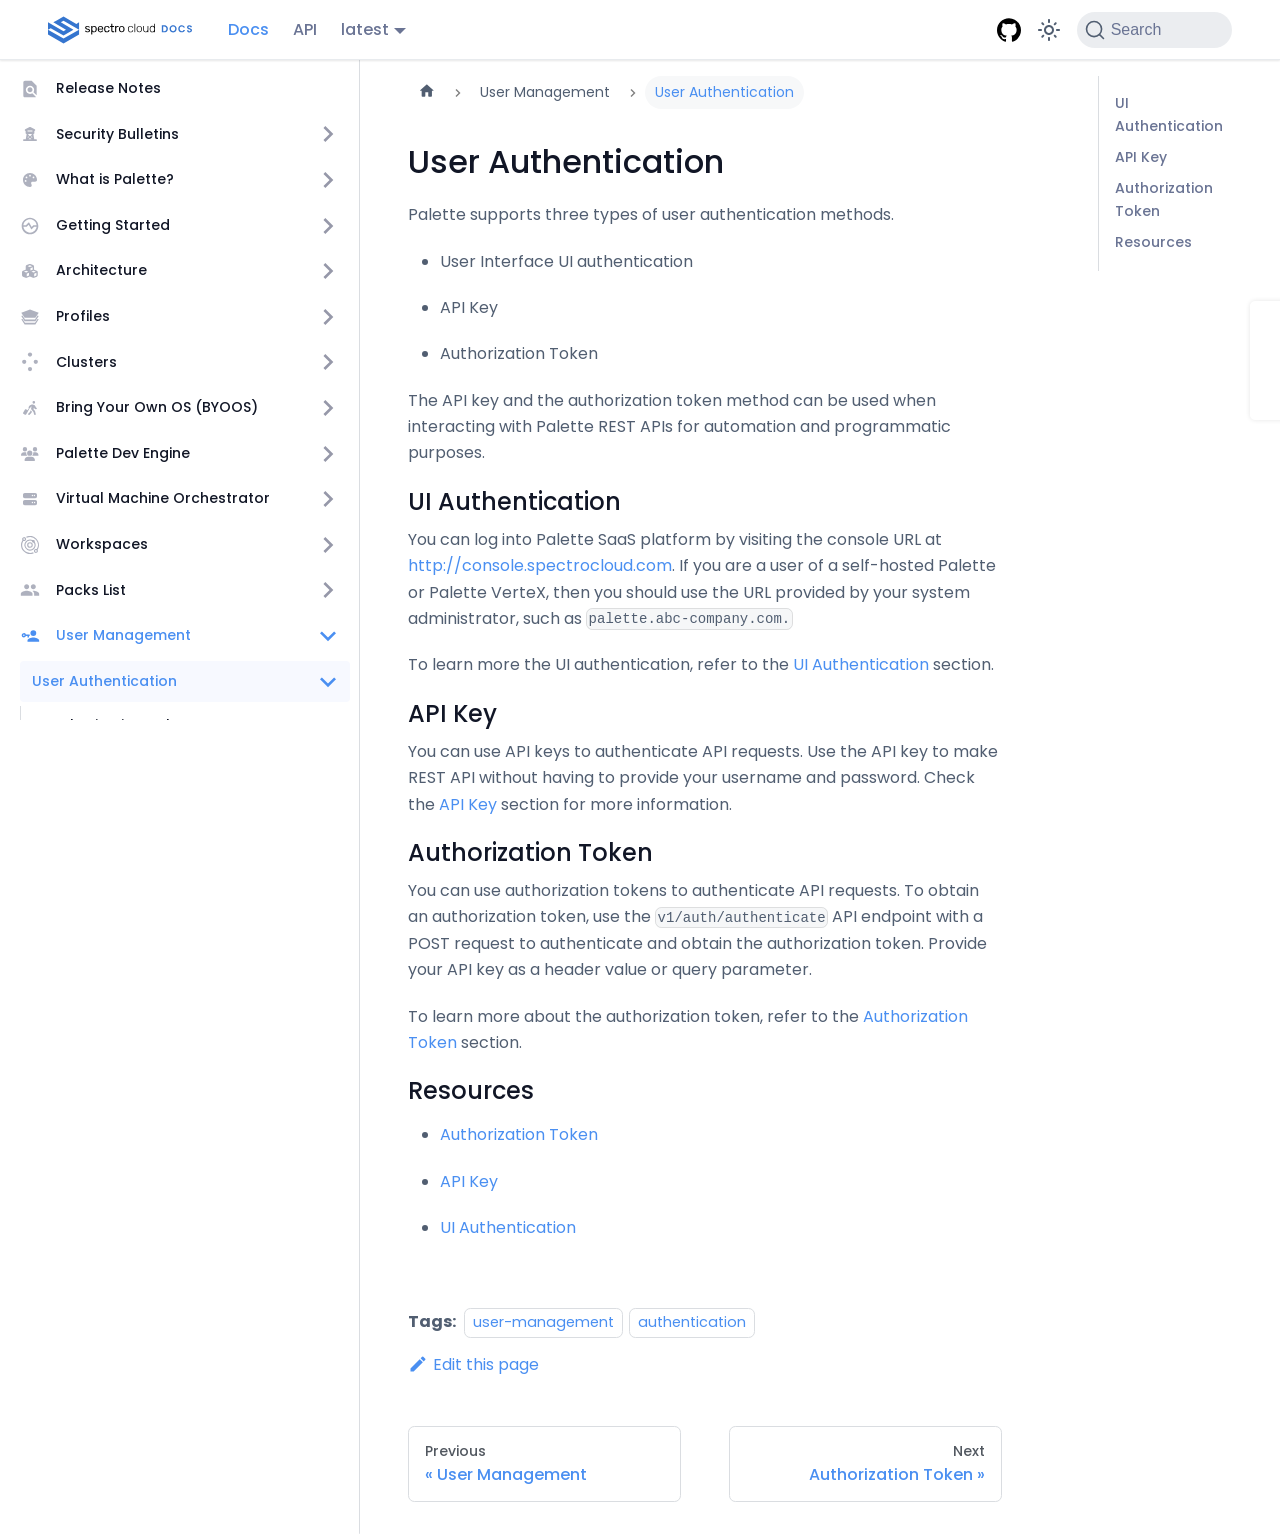 spectro cloud DOCS
Docs
API
latest
Search
Release Notes
Security Bulletins
What is Palette?
Getting Started
Architecture
Profiles
Clusters
Bring Your Own OS (BYOOS)
Palette Dev Engine
Virtual Machine Orchestrator
Workspaces
Packs List
User Management
User Authentication
User Management
User Authentication
User Authentication
Palette supports three types of user authentication methods.
User Interface UI authentication
API Key
Authorization Token
The API key and the authorization token method can be used when
interacting with Palette REST APIs for automation and programmatic
purposes.
UI Authentication
You can log into Palette SaaS platform by visiting the console URL at
http://console.spectrocloud.com. If you are a user of a self-hosted Palette
or Palette VerteX, then you should use the URL provided by your system
administrator, such as palette.abc-company.com.
To learn more the UI authentication, refer to the UI Authentication section.
API Key
You can use API keys to authenticate API requests. Use the API key to make
REST API without having to provide your username and password. Check
the API Key section for more information.
Authorization Token
You can use authorization tokens to authenticate API requests. To obtain
an authorization token, use the v1/auth/authenticate API endpoint with a
POST request to authenticate and obtain the authorization token. Provide
your API key as a header value or query parameter.
To learn more about the authorization token, refer to the Authorization
Token section.
Resources
Authorization Token
API Key
UI Authentication
Tags: user-management authentication
Edit this page
Previous
« User Management
Next
Authorization Token »
UI
Authentication
API Key
Authorization
Token
Resources